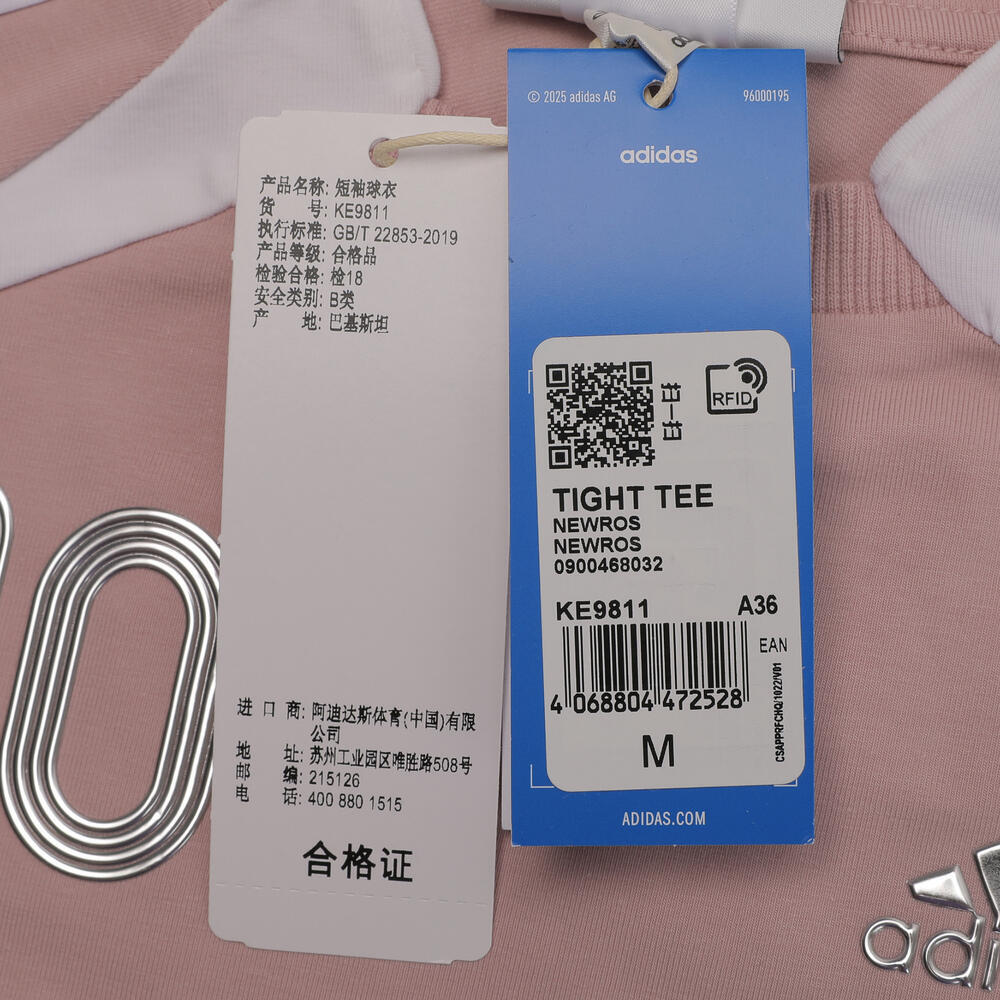 产品名称: 短袖球衣
货 号: KE9811
执行标准: GB/T 22853-2019
产品等级: 合格品
检验合格: 检18
安全类别: B类
产 地: 巴基斯坦
进 口 商: 阿迪达斯体育(中国)有限
公司
地 址: 苏州工业园区唯胜路508号
邮 编: 215126
电 话: 400 880 1515
合格证
© 2025 adidas AG
96000195
adidas
RFID
TIGHT TEE
NEWROS
NEWROS
0900468032
KE9811
A36
EAN
4 068804 472528
CSAPPRFCHQ/1022/V01
M
ADIDAS.COM
0
adi